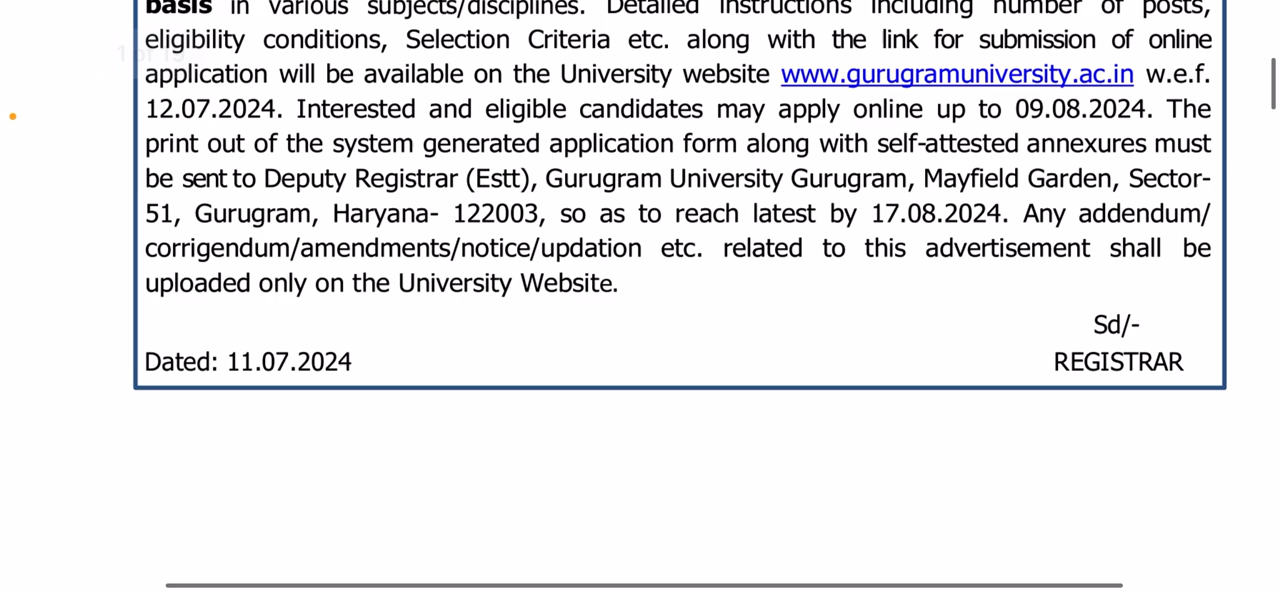 basis in various subjects/disciplines. Detailed instructions including number of posts,
eligibility conditions, Selection Criteria etc. along with the link for submission of online
1 of 19
application will be available on the University website www.gurugramuniversity.ac.in w.e.f.
12.07.2024. Interested and eligible candidates may apply online up to 09.08.2024. The
print out of the system generated application form along with self-attested annexures must
be sent to Deputy Registrar (Estt), Gurugram University Gurugram, Mayfield Garden, Sector-
51, Gurugram, Haryana- 122003, so as to reach latest by 17.08.2024. Any addendum/
corrigendum/amendments/notice/updation etc. related to this advertisement shall be
uploaded only on the University Website.
Sd/-
Dated: 11.07.2024 REGISTRAR